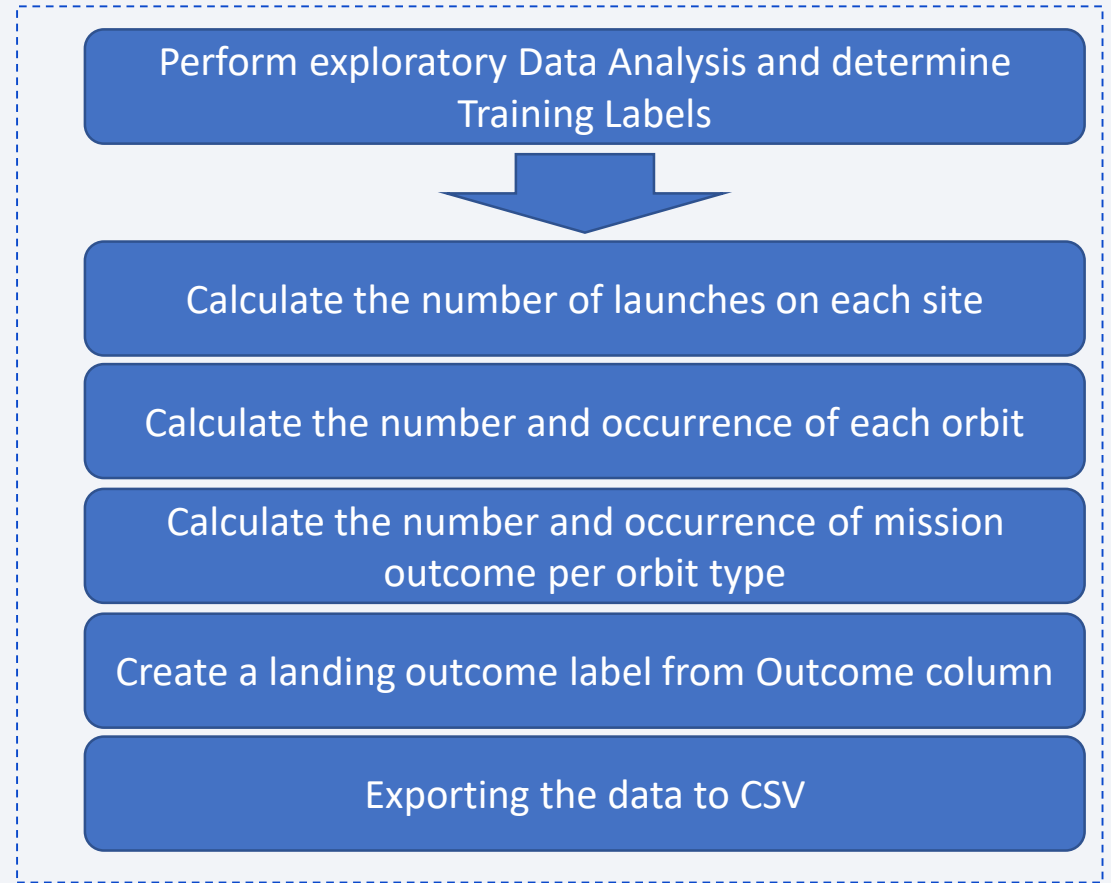 Perform exploratory Data Analysis and determine
Training Labels
Calculate the number of launches on each site
Calculate the number and occurrence of each orbit
Calculate the number and occurrence of mission
outcome per orbit type
Create a landing outcome label from Outcome column
Exporting the data to CSV